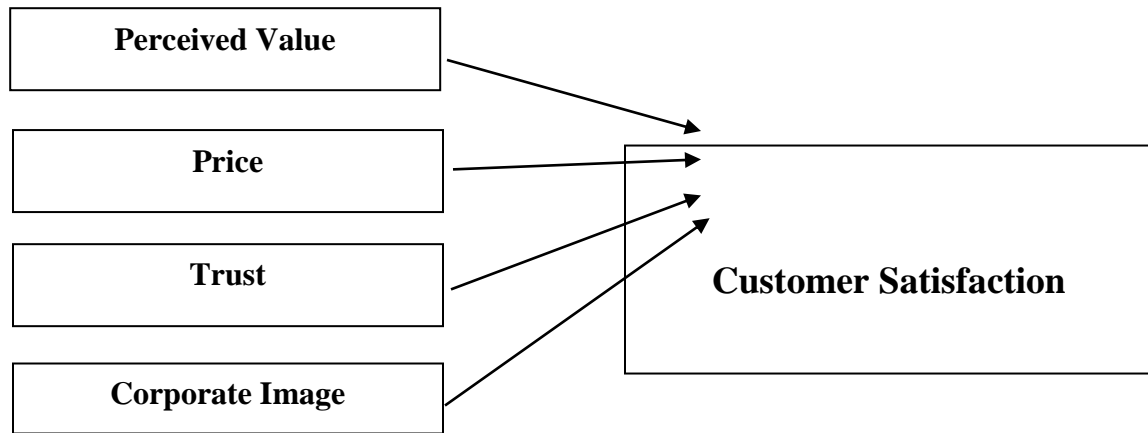 Perceived Value
Price
Trust
Customer Satisfaction
Corporate Image